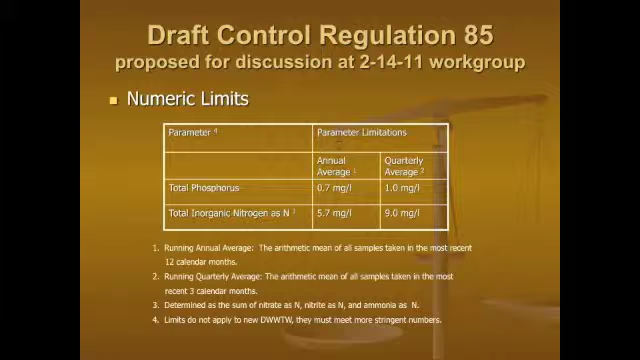 Draft Control Regulation 85
proposed for discussion at 2-14-11 workgroup
Numeric Limits
Parameter 4 Parameter Limitations
Annual Average 1 Quarterly Average 2
Total Phosphorus 0.7 mg/l 1.0 mg/l
Total Inorganic Nitrogen as N 3 5.7 mg/l 9.0 mg/l
1. Running Annual Average: The arithmetic mean of all samples taken in the most recent
12 calendar months.
2. Running Quarterly Average: The arithmetic mean of all samples taken in the most
recent 3 calendar months.
3. Determined as the sum of nitrate as N, nitrite as N, and ammonia as N.
4. Limits do not apply to new DWWTW, they must meet more stringent numbers.